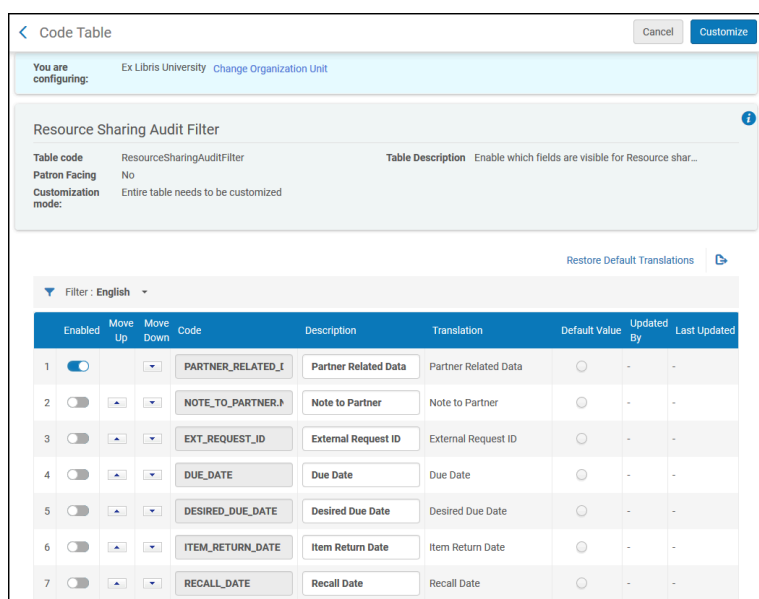 Code Table
Cancel
Customize
You are configuring:
Ex Libris University Change Organization Unit
Resource Sharing Audit Filter
Table code ResourceSharingAuditFilter Table Description Enable which fields are visible for Resource shar...
Patron Facing No
Customization mode: Entire table needs to be customized
Restore Default Translations
Filter : English
Enabled Move Up Move Down Code Description Translation Default Value Updated By Last Updated
1 PARTNER_RELATED_ Partner Related Data Partner Related Data - -
2 NOTE_TO_PARTNER. Note to Partner Note to Partner - -
3 EXT_REQUEST_ID External Request ID External Request ID - -
4 DUE_DATE Due Date Due Date - -
5 DESIRED_DUE_DATE Desired Due Date Desired Due Date - -
6 ITEM_RETURN_DATE Item Return Date Item Return Date - -
7 RECALL_DATE Recall Date Recall Date - -